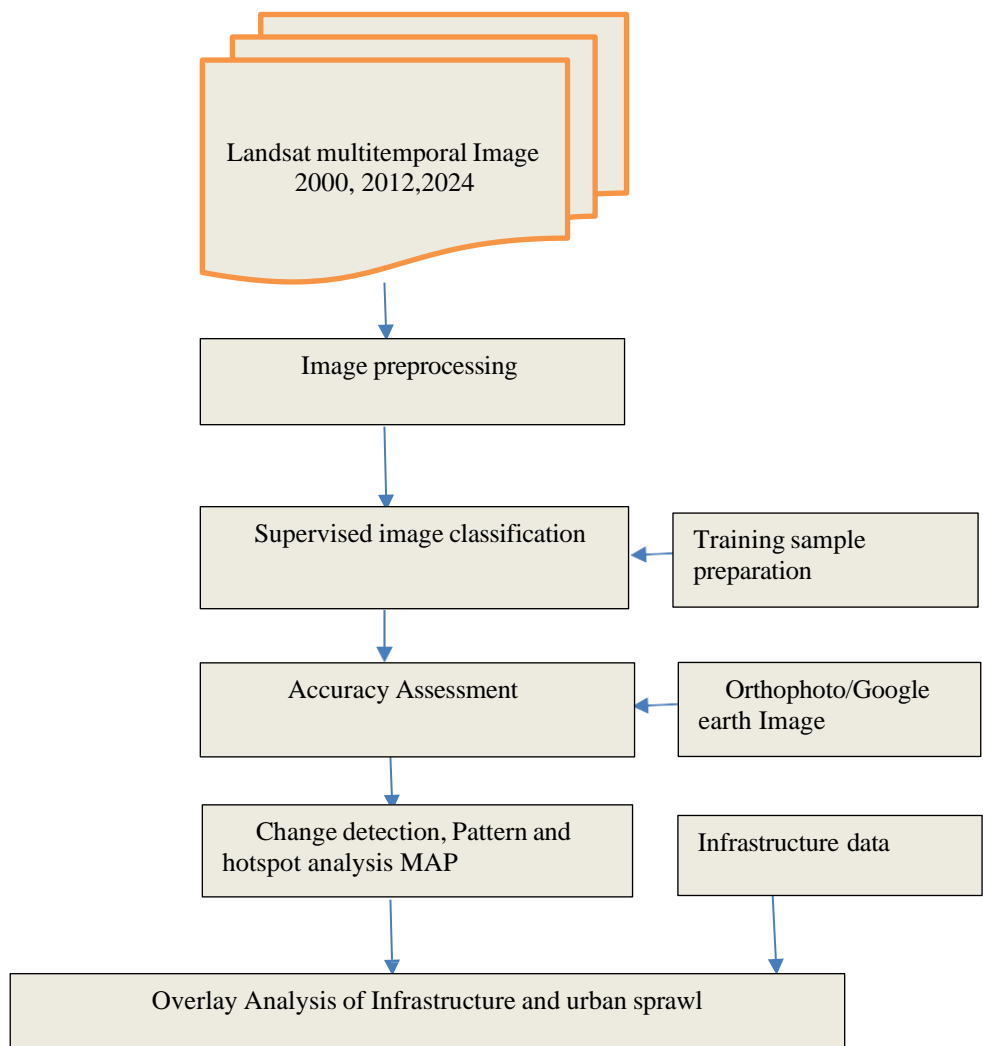 Landsat multitemporal Image
2000, 2012,2024
Image preprocessing
Supervised image classification
Training sample
preparation
Accuracy Assessment
Orthophoto/Google
earth Image
Change detection, Pattern and
hotspot analysis MAP
Infrastructure data
Overlay Analysis of Infrastructure and urban sprawl